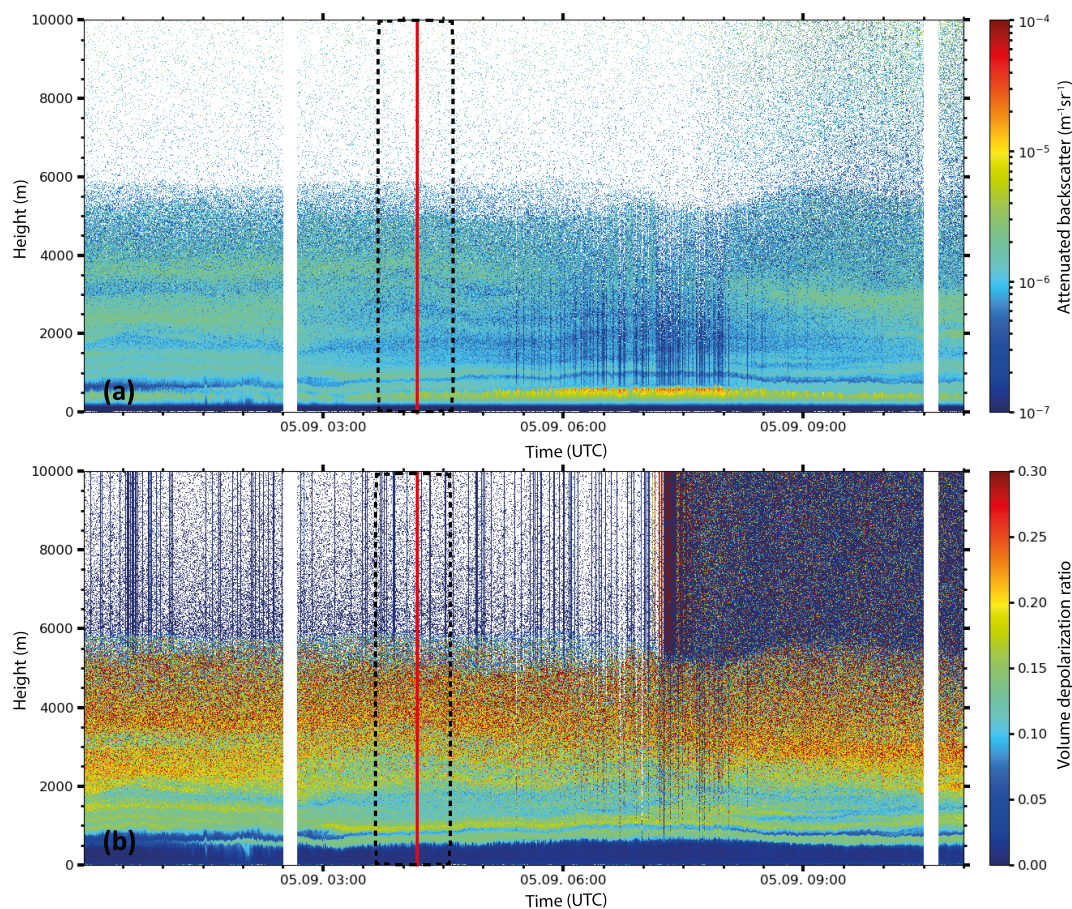 10000
8000
6000
4000
2000
0
Height (m)
(a)
05.09. 03:00 05.09. 06:00 05.09. 09:00
Time (UTC)
10⁻⁴
10⁻⁵
10⁻⁶
10⁻⁷
Attenuated backscatter (m⁻¹sr⁻¹)
10000
8000
6000
4000
2000
0
Height (m)
(b)
05.09. 03:00 05.09. 06:00 05.09. 09:00
Time (UTC)
0.30
0.25
0.20
0.15
0.10
0.05
0.00
Volume depolarization ratio